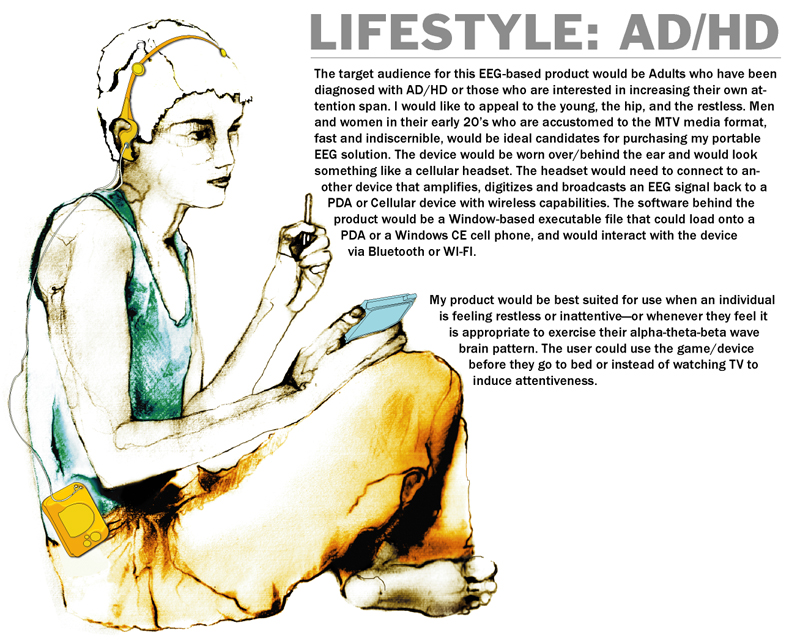 LIFESTYLE: AD/HD
The target audience for this EEG-based product would be Adults who have been
diagnosed with AD/HD or those who are interested in increasing their own at-
tention span. I would like to appeal to the young, the hip, and the restless. Men
and women in their early 20's who are accustomed to the MTV media format,
fast and indiscernible, would be ideal candidates for purchasing my portable
EEG solution. The device would be worn over/behind the ear and would look
something like a cellular headset. The headset would need to connect to an-
other device that amplifies, digitizes and broadcasts an EEG signal back to a
PDA or Cellular device with wireless capabilities. The software behind the
product would be a Window-based executable file that could load onto a
PDA or a Windows CE cell phone, and would interact with the device
via Bluetooth or WI-FI.
My product would be best suited for use when an individual
is feeling restless or inattentive—or whenever they feel it
is appropriate to exercise their alpha-theta-beta wave
brain pattern. The user could use the game/device
before they go to bed or instead of watching TV to
induce attentiveness.